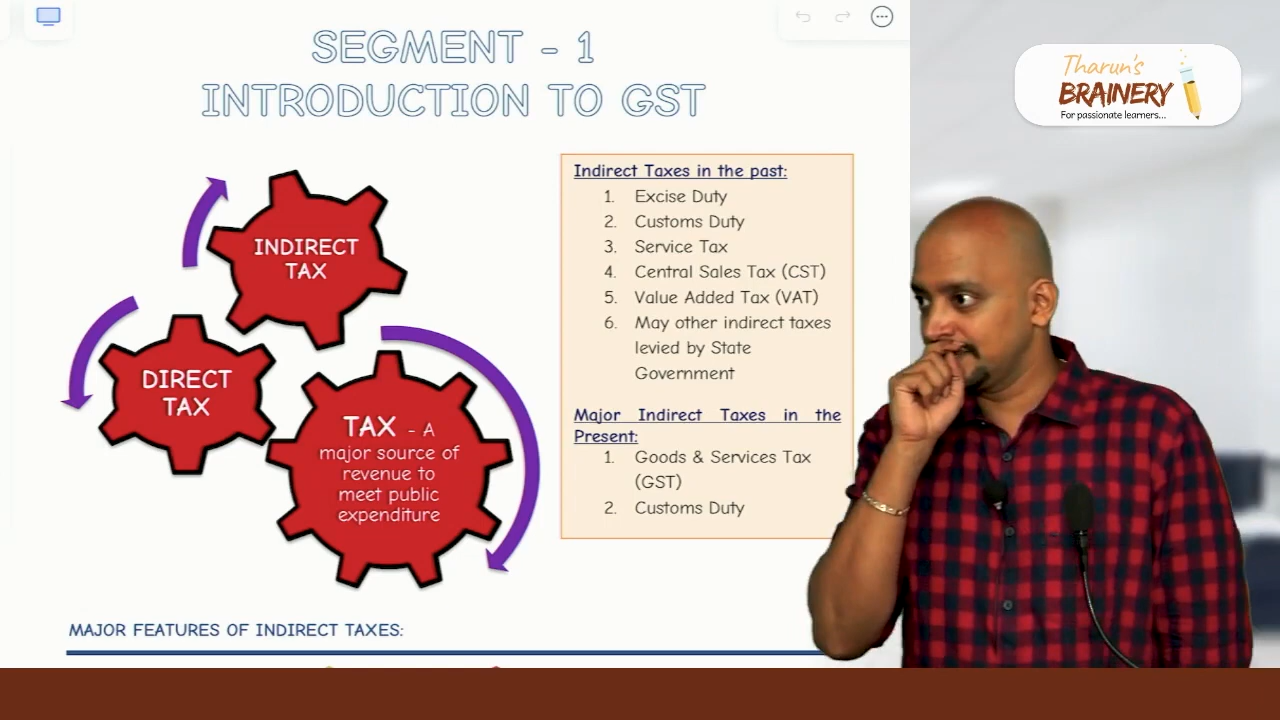 SEGMENT - 1
INTRODUCTION TO GST
INDIRECT
TAX
DIRECT
TAX
TAX - A
major source of
revenue to
meet public
expenditure
Indirect Taxes in the past:
1. Excise Duty
2. Customs Duty
3. Service Tax
4. Central Sales Tax (CST)
5. Value Added Tax (VAT)
6. May other indirect taxes
levied by State
Government
Major Indirect Taxes in the
Present:
1. Goods & Services Tax
(GST)
2. Customs Duty
MAJOR FEATURES OF INDIRECT TAXES:
Tharun's
BRAINERY
For passionate learners...